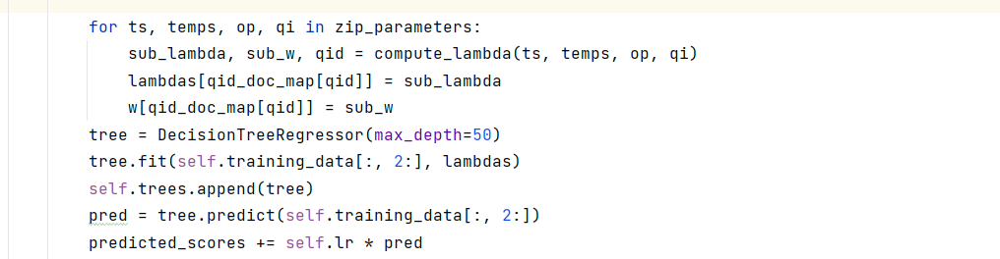 for ts, temps, op, qi in zip_parameters:
    sub_lambda, sub_w, qid = compute_lambda(ts, temps, op, qi)
    lambdas[qid_doc_map[qid]] = sub_lambda
    w[qid_doc_map[qid]] = sub_w
tree = DecisionTreeRegressor(max_depth=50)
tree.fit(self.training_data[:, 2:], lambdas)
self.trees.append(tree)
pred = tree.predict(self.training_data[:, 2:])
predicted_scores += self.lr * pred